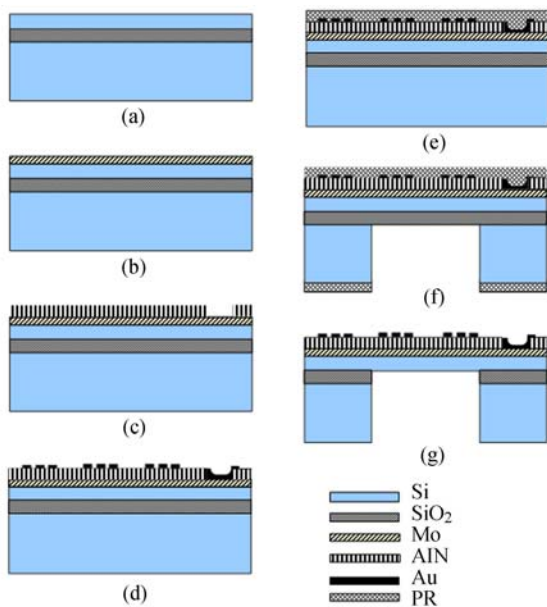 (a)
(b)
(c)
(d)
(e)
(f)
(g)
Si
SiO₂
Mo
AlN
Au
PR